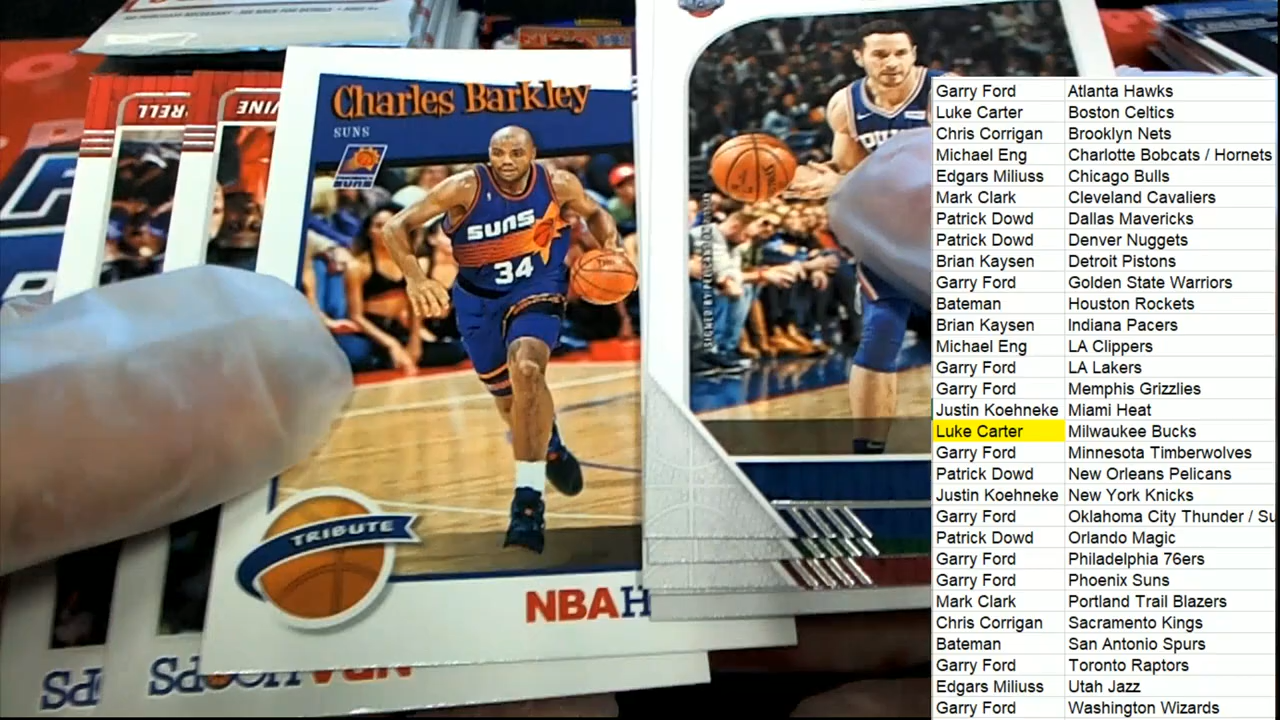 RELL
VINE
Charles Barkley
SUNS
SUNS
SUNS
34
TRIBUTE
NBA H
Garry Ford Atlanta Hawks
Luke Carter Boston Celtics
Chris Corrigan Brooklyn Nets
Michael Eng Charlotte Bobcats / Hornets
Edgars Miliuss Chicago Bulls
Mark Clark Cleveland Cavaliers
Patrick Dowd Dallas Mavericks
Patrick Dowd Denver Nuggets
Brian Kaysen Detroit Pistons
Garry Ford Golden State Warriors
Bateman Houston Rockets
Brian Kaysen Indiana Pacers
Michael Eng LA Clippers
Garry Ford LA Lakers
Garry Ford Memphis Grizzlies
Justin Koehneke Miami Heat
Luke Carter Milwaukee Bucks
Garry Ford Minnesota Timberwolves
Patrick Dowd New Orleans Pelicans
Justin Koehneke New York Knicks
Garry Ford Oklahoma City Thunder / Su
Patrick Dowd Orlando Magic
Garry Ford Philadelphia 76ers
Garry Ford Phoenix Suns
Mark Clark Portland Trail Blazers
Chris Corrigan Sacramento Kings
Bateman San Antonio Spurs
Garry Ford Toronto Raptors
Edgars Miliuss Utah Jazz
Garry Ford Washington Wizards